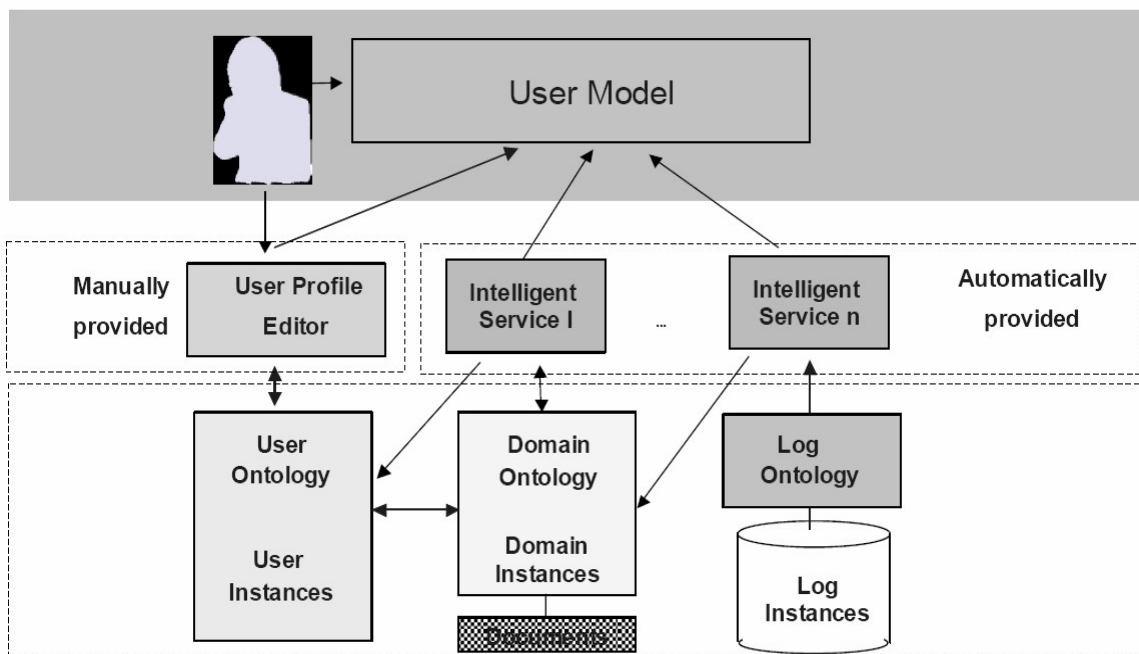 User Model
Manually
provided
User Profile
Editor
Intelligent
Service I
...
Intelligent
Service n
Automatically
provided
User
Ontology
User
Instances
Domain
Ontology
Domain
Instances
Documents
Log
Ontology
Log
Instances